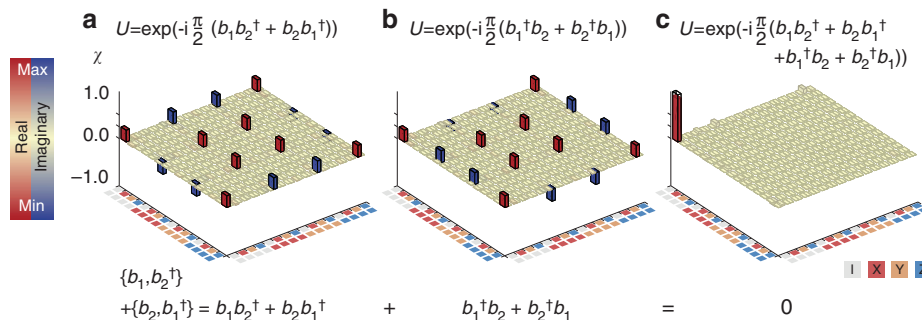 a U=exp(-i π/2 (b₁b₂† + b₂b₁†))
b U=exp(-i π/2 (b₁†b₂ + b₂†b₁))
c U=exp(-i π/2 (b₁b₂† + b₂b₁†
+b₁†b₂ + b₂†b₁))
χ
Max
Real
Imaginary
Min
1.0
0.0
−1.0
I X Y Z
{b₁,b₂†}
+{b₂,b₁†} = b₁b₂† + b₂b₁† + b₁†b₂ + b₂†b₁ = 0